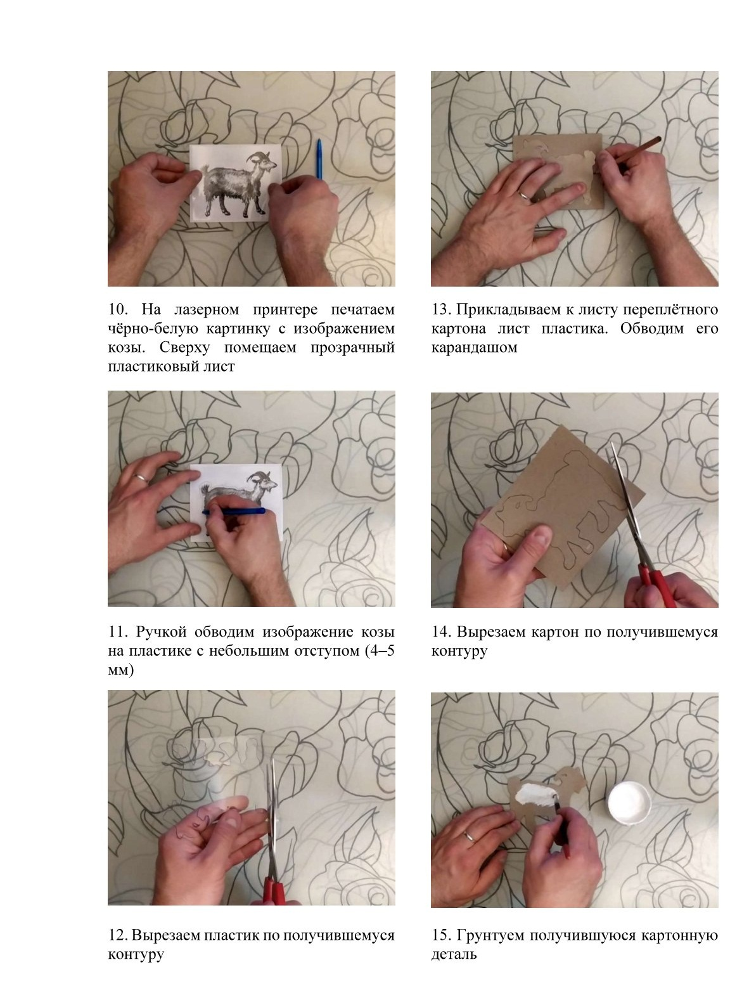 10. На лазерном принтере печатаем
чёрно-белую картинку с изображением
козы. Сверху помещаем прозрачный
пластиковый лист
11. Ручкой обводим изображение козы
на пластике с небольшим отступом (4–5
мм)
12. Вырезаем пластик по получившемуся
контуру
13. Прикладываем к листу переплётного
картона лист пластика. Обводим его
карандашом
14. Вырезаем картон по получившемуся
контуру
15. Грунтуем получившуюся картонную
деталь